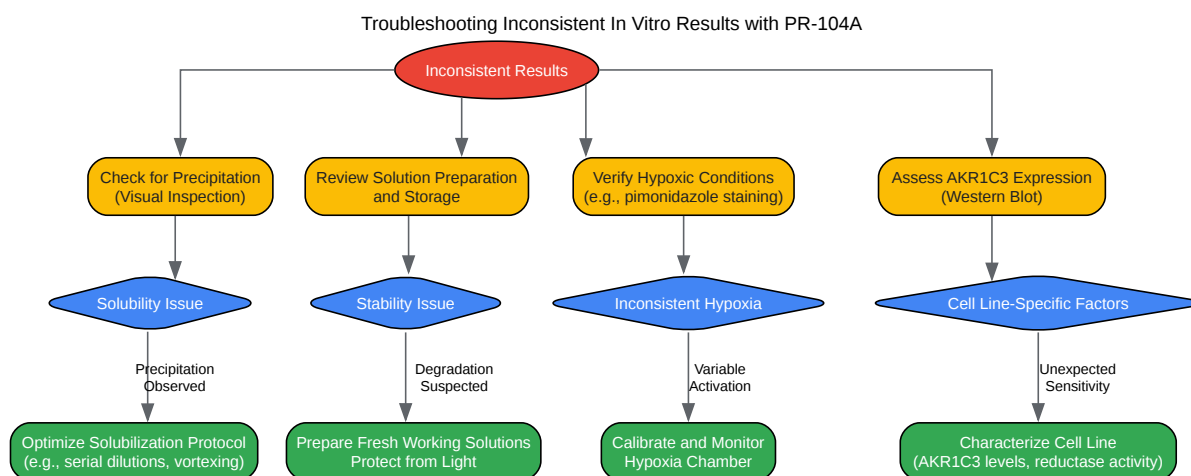 Troubleshooting Inconsistent In Vitro Results with PR-104A
Inconsistent Results
Check for Precipitation
(Visual Inspection)
Review Solution Preparation
and Storage
Verify Hypoxic Conditions
(e.g., pimonidazole staining)
Assess AKR1C3 Expression
(Western Blot)
Solubility Issue
Stability Issue
Inconsistent Hypoxia
Cell Line-Specific Factors
Precipitation
Observed
Degradation
Suspected
Variable
Activation
Unexpected
Sensitivity
Optimize Solubilization Protocol
(e.g., serial dilutions, vortexing)
Prepare Fresh Working Solutions
Protect from Light
Calibrate and Monitor
Hypoxia Chamber
Characterize Cell Line
(AKR1C3 levels, reductase activity)